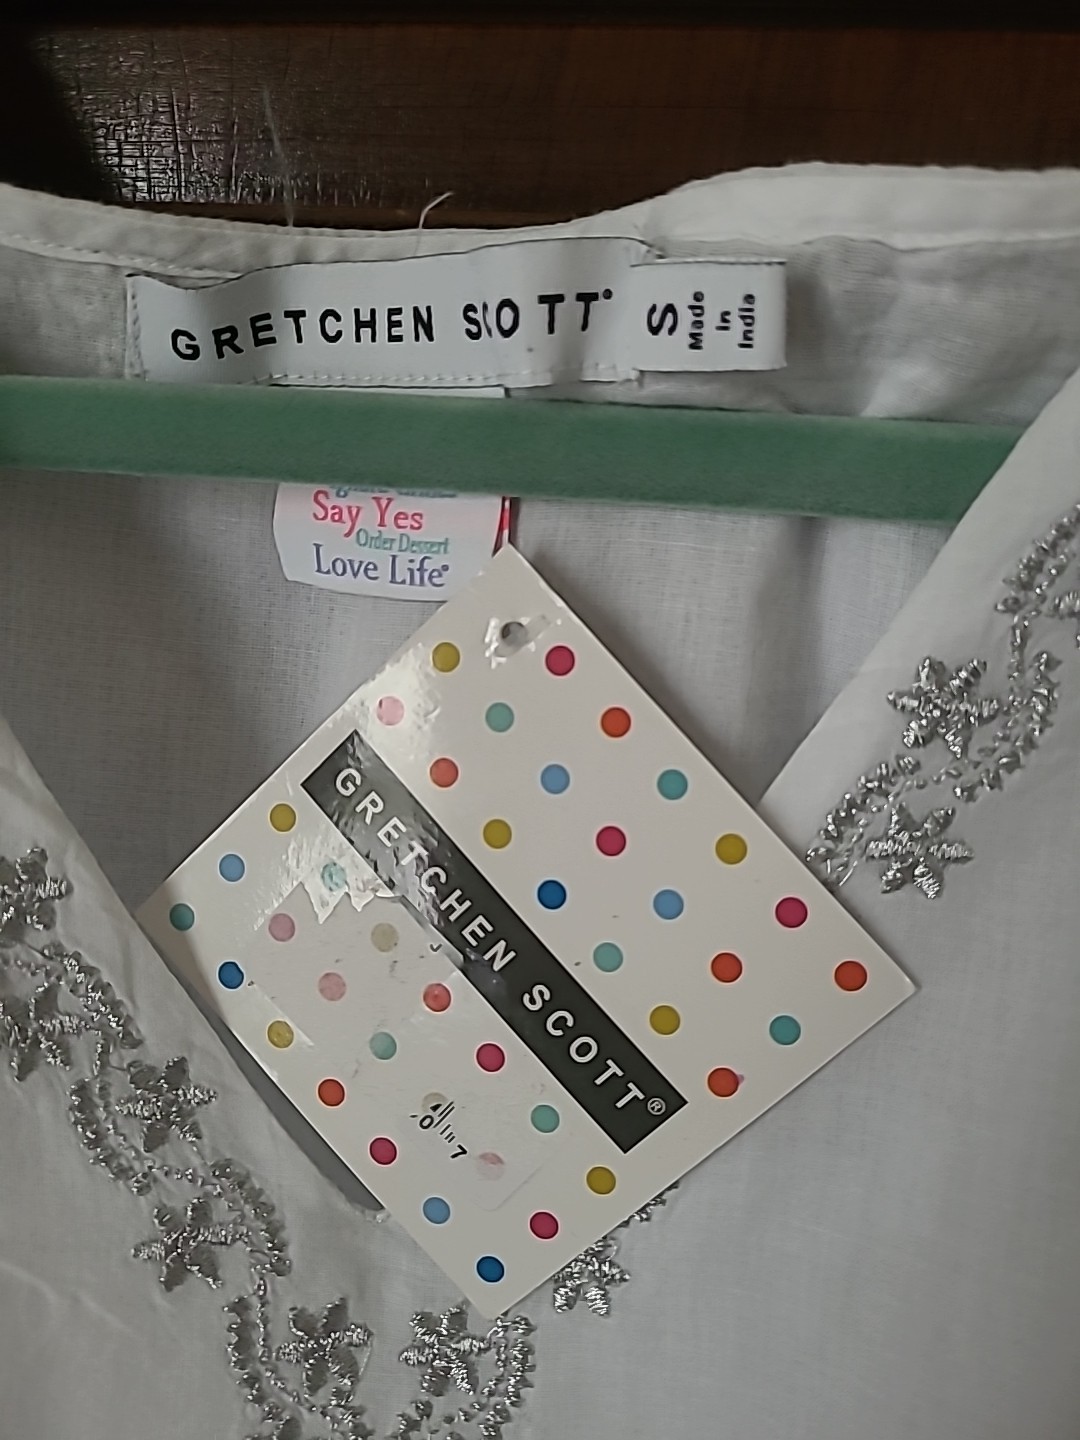 GRETCHEN SCOTT®
S
Made
in
India
Say Yes
Order Dessert
Love Life®
GRETCHEN SCOTT®